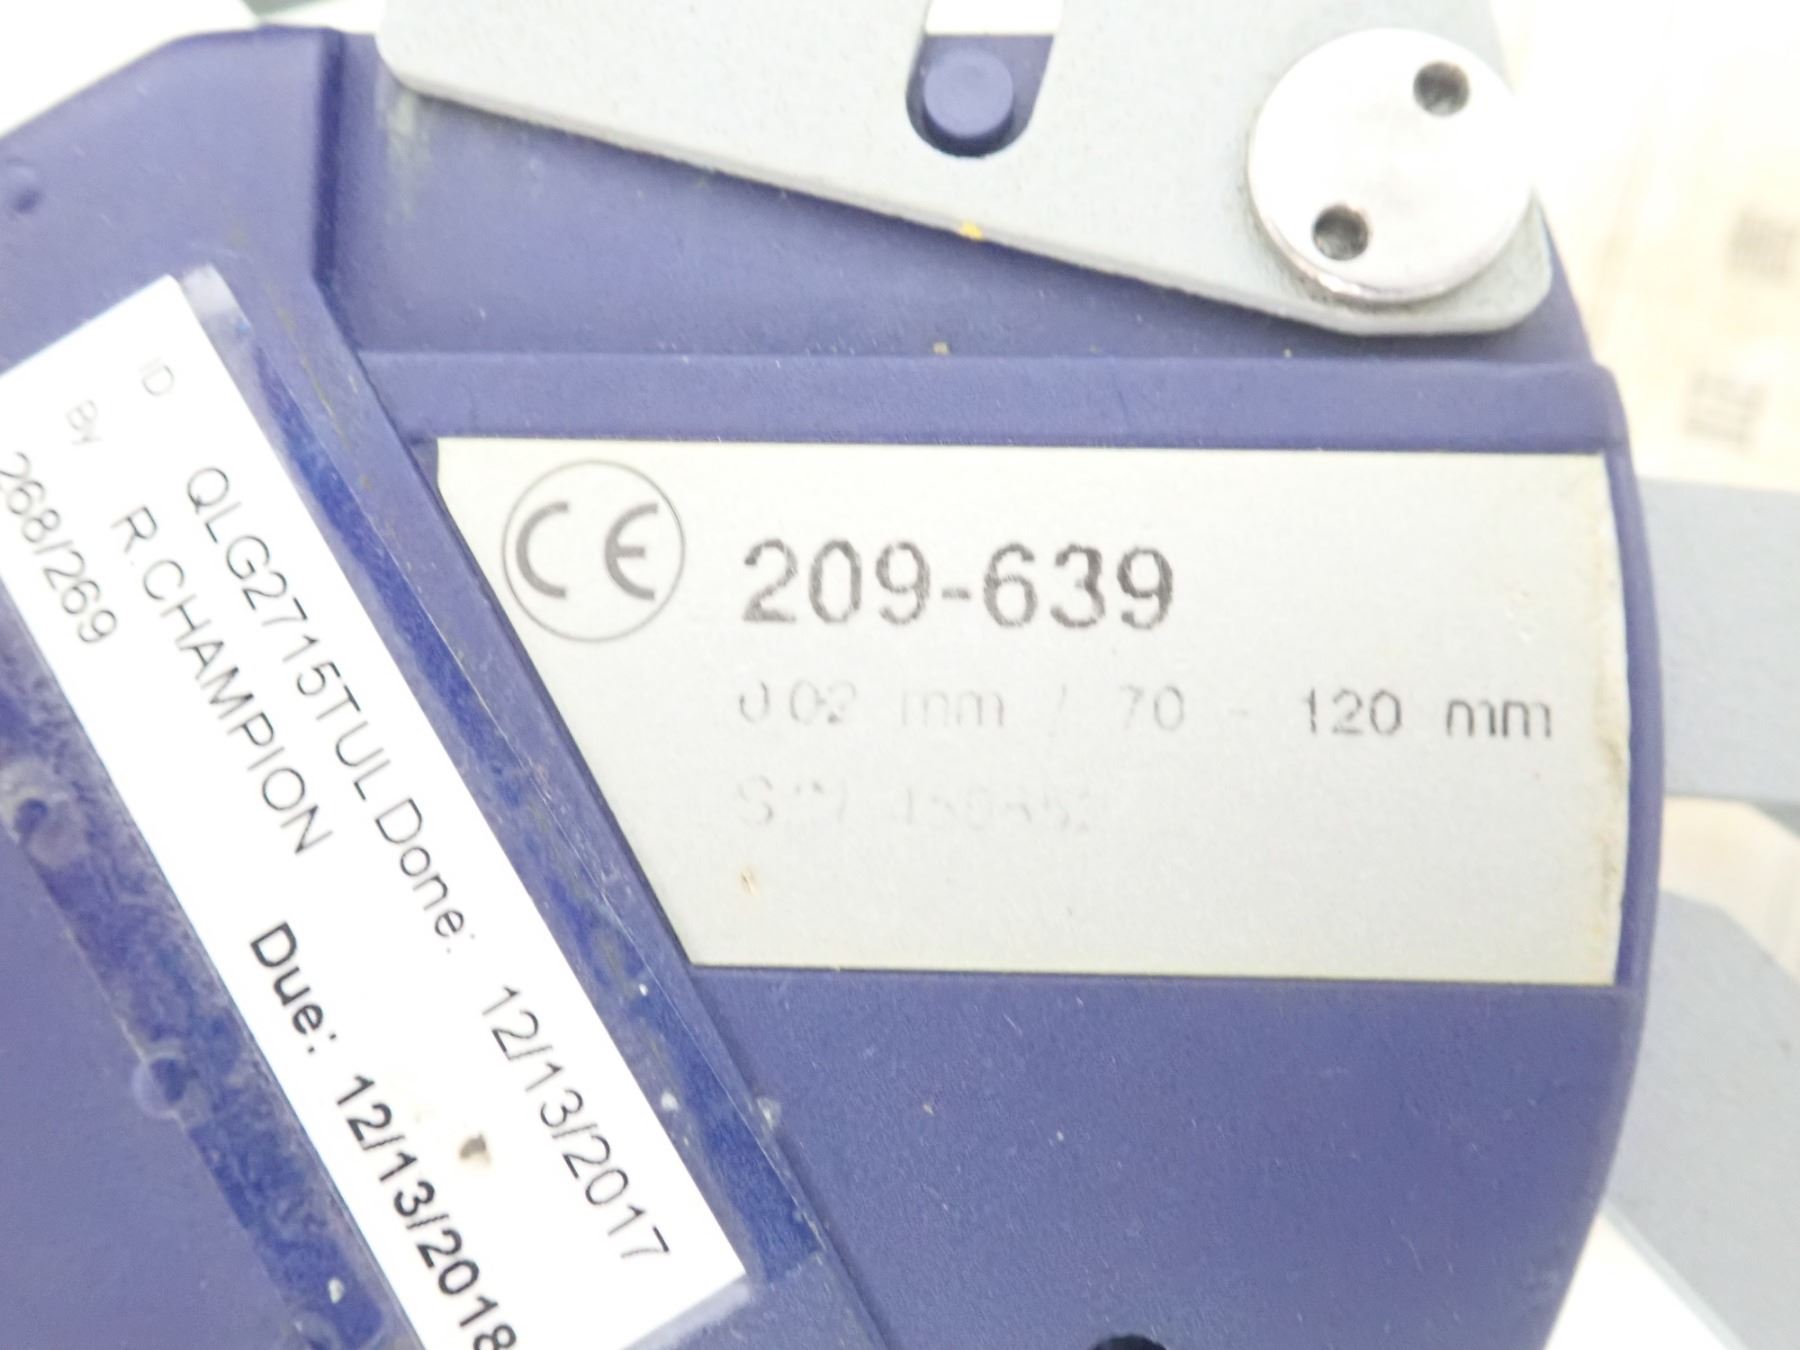 ID QLG2715TUL Done: 12/13/2017
By R.CHAMPION Due: 12/13/2018
268/269
CE 209-639
0.02 mm / 70 - 120 mm